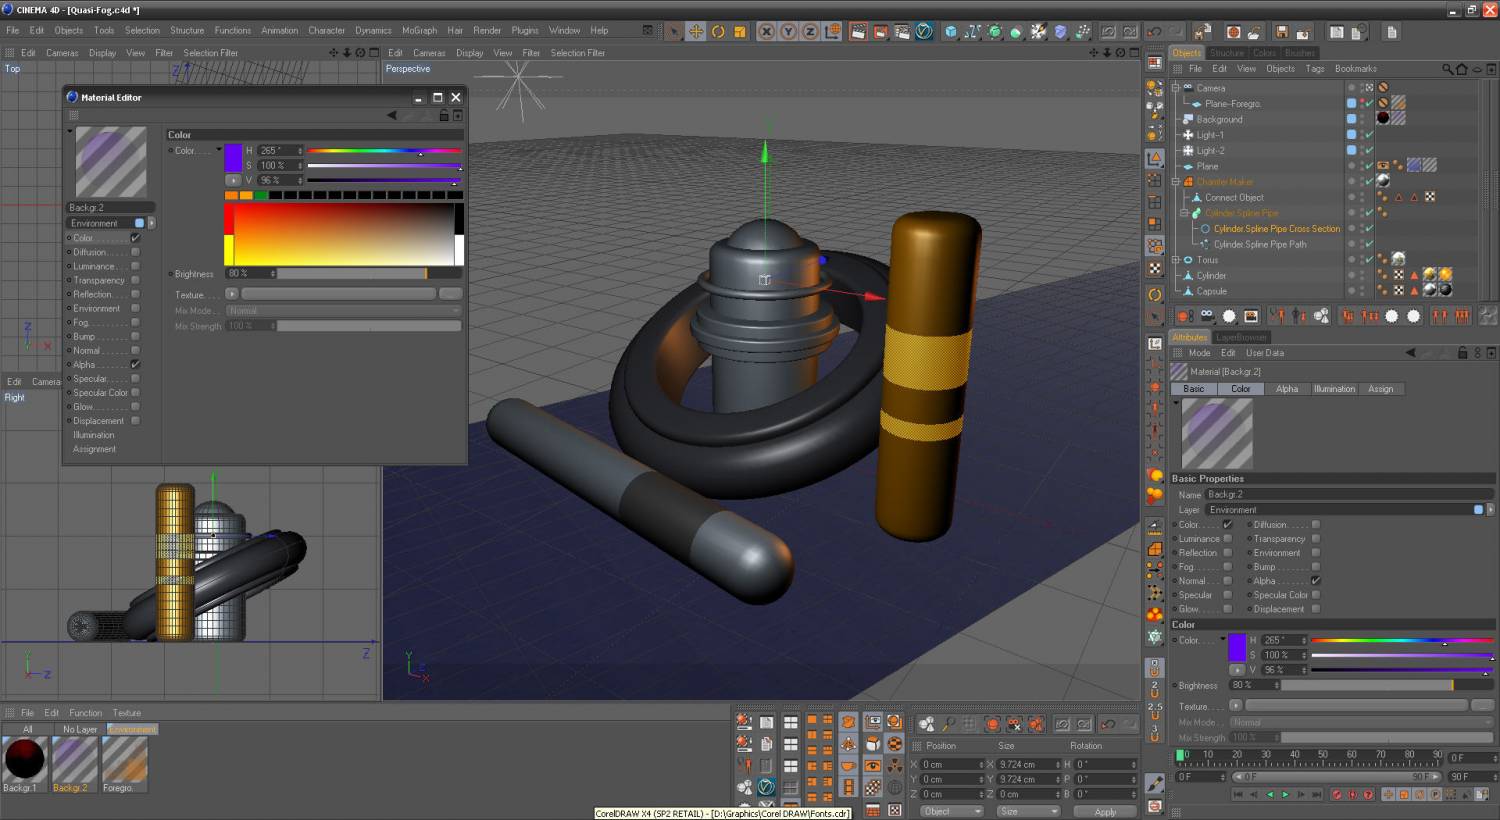 CINEMA 4D - [Quasi-Fog.c4d *]
File Edit Objects Tools Selection Structure Functions Animation Character Dynamics MoGraph Hair Render Plugins Window Help
Edit Cameras Display View Filter Selection Filter
Top
Edit Cameras Display View Filter Selection Filter
Perspective
Material Editor
Color
Color
H 265 °
S 100 %
V 96 %
Backgr.2
Environment
Color
Diffusion
Luminance
Transparency
Reflection
Environment
Fog
Bump
Normal
Alpha
Specular
Specular Color
Glow
Displacement
Illumination
Assignment
Brightness 80 %
Texture
Mix Mode Normal
Mix Strength 100 %
Z
Z
Y X
Edit Camera
Right
Z
Y
X Z
Y
Y
Z
X
Objects Structure Colors Brushes
File Edit View Objects Tags Bookmarks
Camera
Plane-Foregro.
Background
Light--1
Light--2
Plane
Chamfer Maker
Connect Object
Cylinder.Spline Pipe
Cylinder.Spline Pipe Cross Section
Cylinder.Spline Pipe Path
Torus
Cylinder
Capsule
Attributes LayerBrowser
Mode Edit User Data
Material [Backgr.2]
Basic Color Alpha Illumination Assign
Basic Properties
Name Backgr.2
Layer Environment
Color Diffusion
Luminance Transparency
Reflection Environment
Fog Bump
Normal Alpha
Specular Specular Color
Glow Displacement
Color
Color H 265 °
S 100 %
V 96 %
Brightness 80 %
Texture
Mix Mode Normal
Mix Strength 100 %
0
2
2.5
3
0 10 20 30 40 50 60 70 80 90 0 F
0 F 0 F 90 F 90 F
File Edit Function Texture
All No Layer Environment
Backgr.1 Backgr.2 Foregro.
Position Size Rotation
X 0 cm X 9.724 cm H 0 °
Y 0 cm Y 9.724 cm P 0 °
Z 0 cm Z 0 cm B 0 °
Object Size Apply
CorelDRAW X4 (SP2 RETAIL) - [D:\Graphics\Corel DRAW\Fonts.cdr]